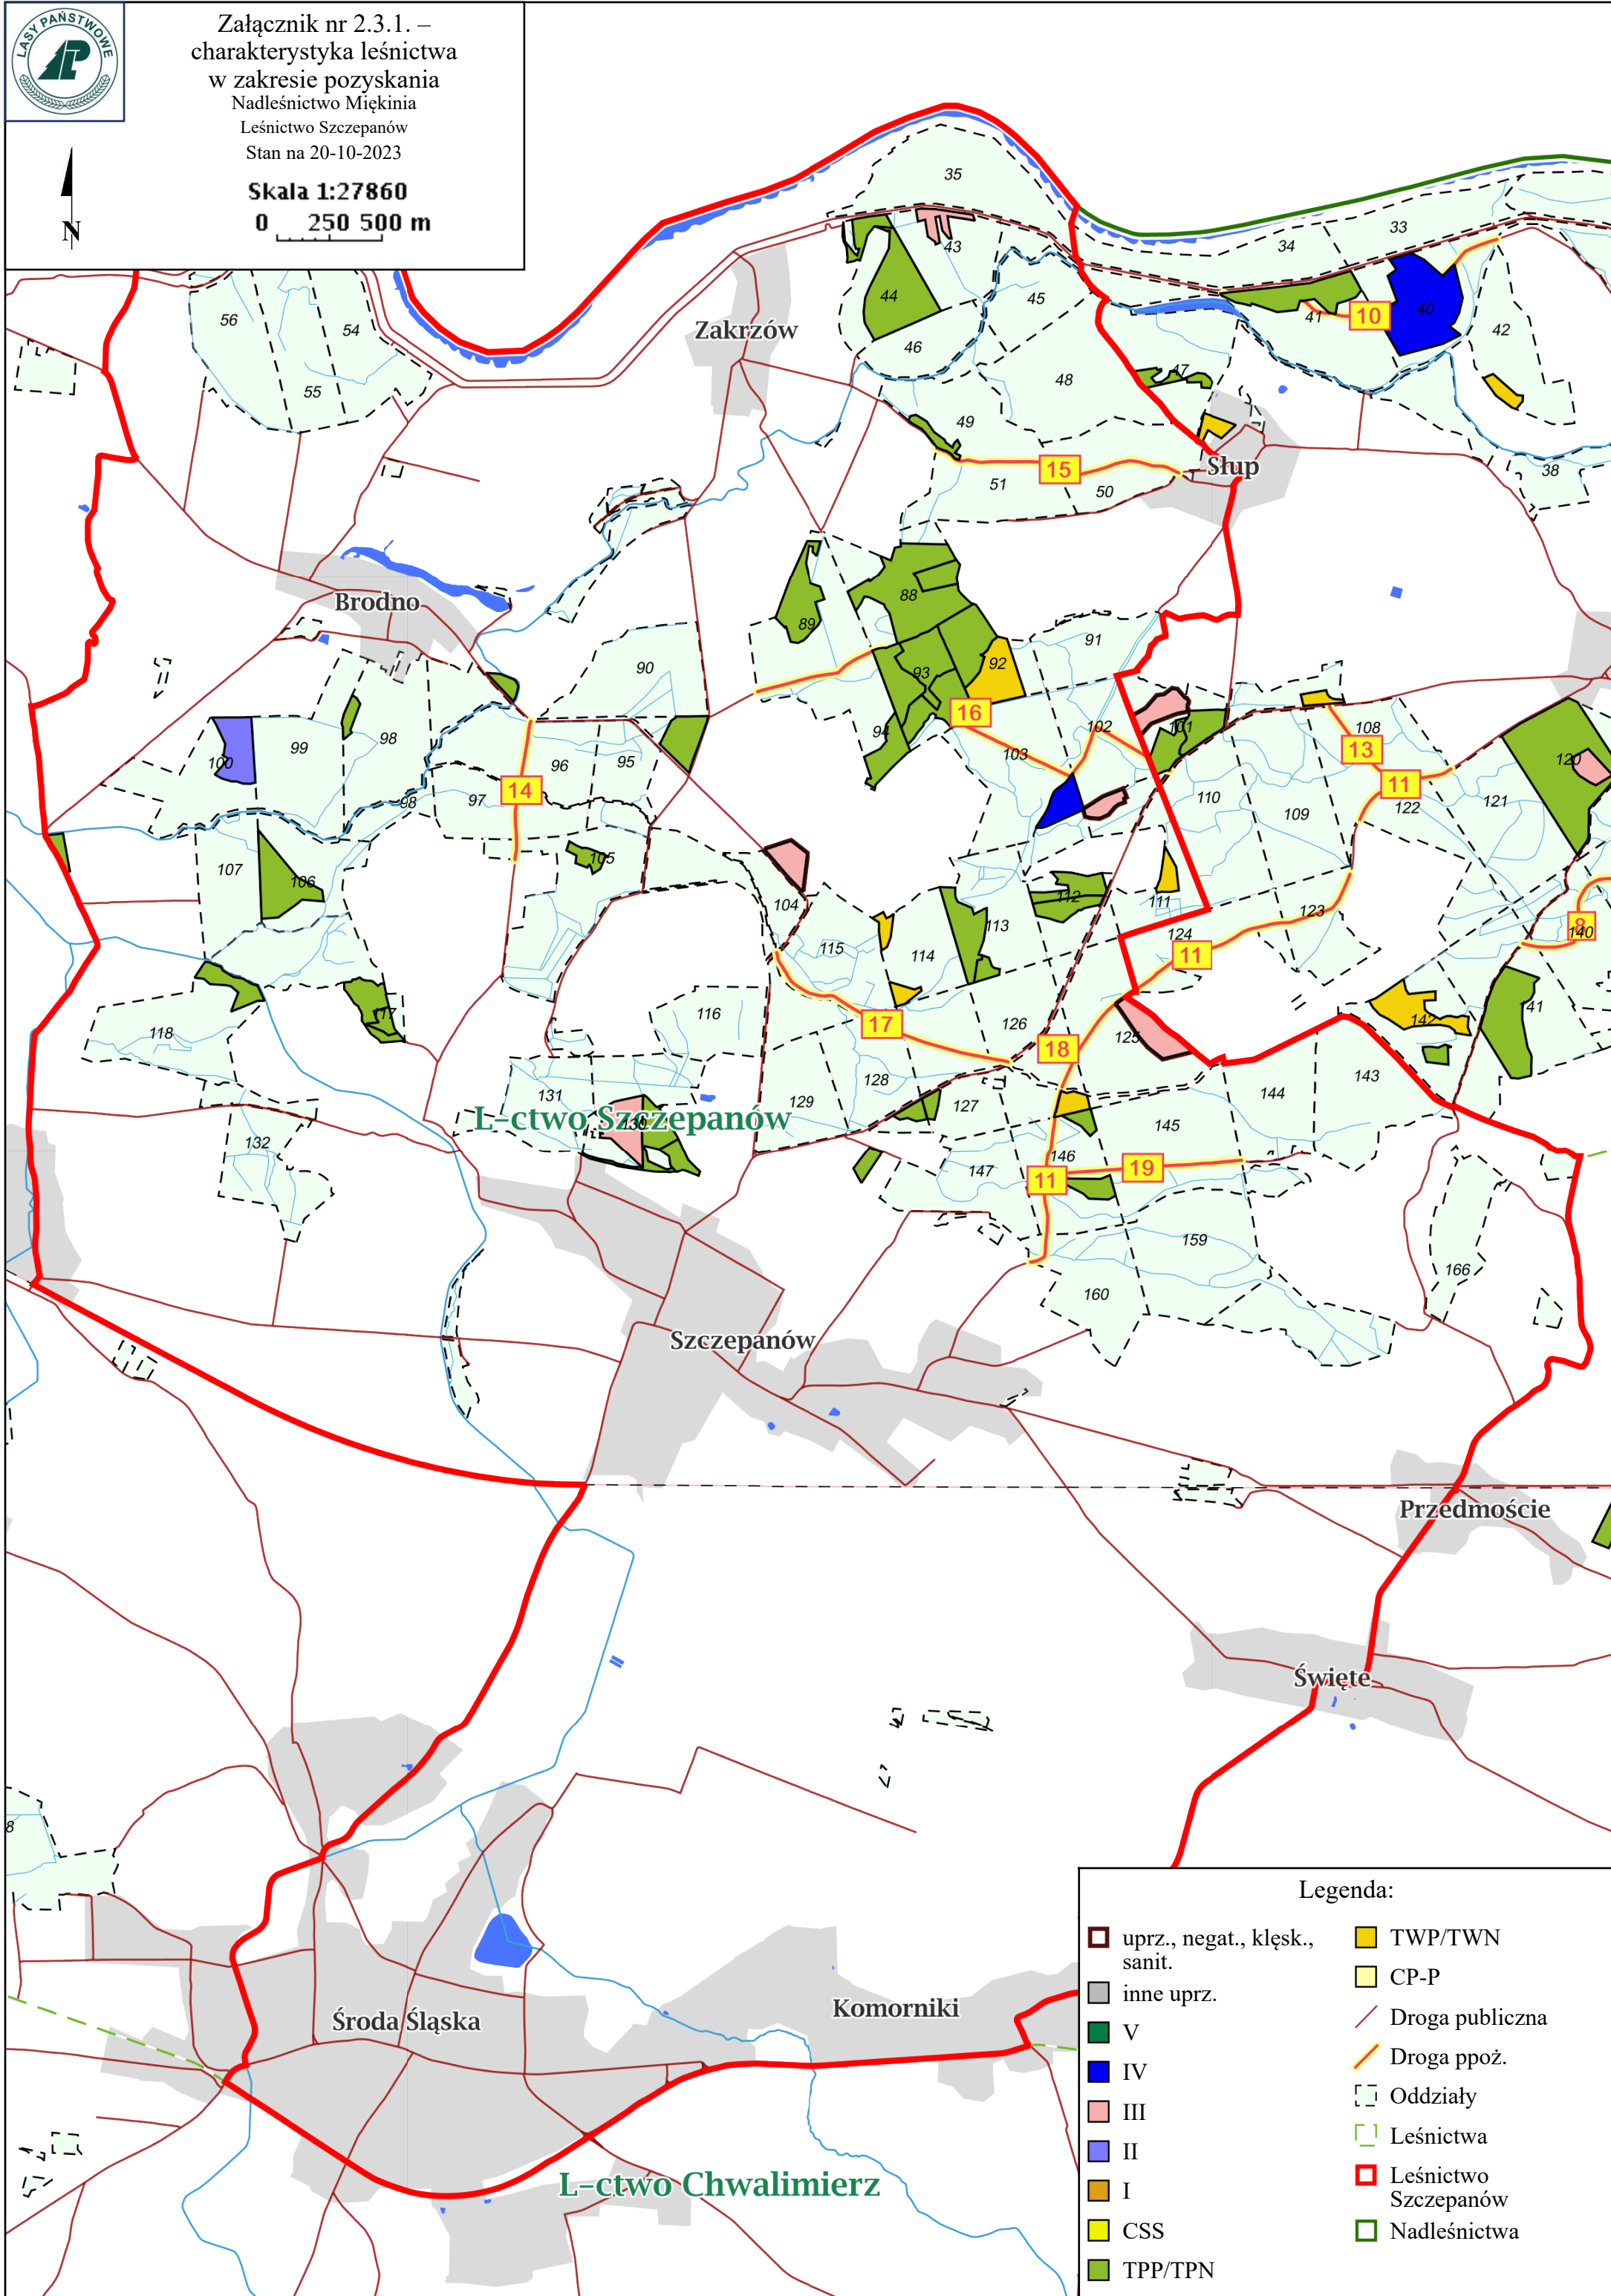 LASY PAŃSTWOWE
Załącznik nr 2.3.1. –
charakterystyka leśnictwa
w zakresie pozyskania
Nadleśnictwo Miękinia
Leśnictwo Szczepanów
Stan na 20-10-2023
Skala 1:27860
0 250 500 m
N
35
33
34
43
56
54
44
45
41
10
40
42
Zakrzów
46
55
48
47
49
15
Słup
38
51
50
Brodno
88
89
91
90
92
93
16
94
102
101
108
100
99
98
96
95
103
13
120
14
11
98
97
110
109
122
121
105
107
106
112
111
104
123
8
115
114
113
124
140
11
118
117
116
17
126
125
142
41
18
128
143
131
129
127
144
130
L-ctwo Szczepanów
132
145
147
146
19
11
159
166
160
Szczepanów
Przedmoście
Święte
8
Środa Śląska
Komorniki
L-ctwo Chwalimierz
Legenda:
uprz., negat., klęsk.,
sanit.
inne uprz.
V
IV
III
II
I
CSS
TPP/TPN
TWP/TWN
CP-P
Droga publiczna
Droga ppoż.
Oddziały
Leśnictwa
Leśnictwo
Szczepanów
Nadleśnictwa